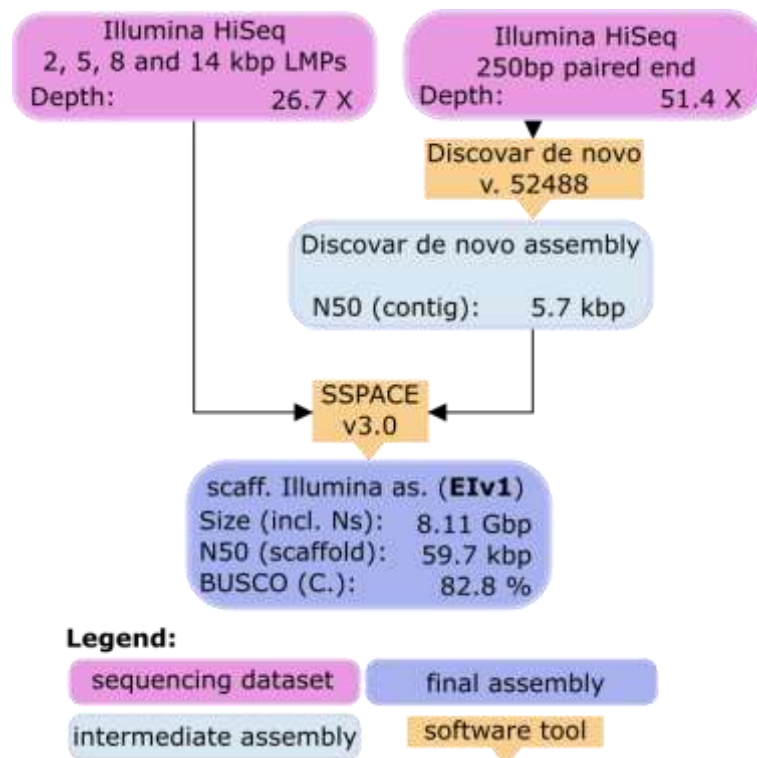 Illumina HiSeq
2, 5, 8 and 14 kbp LMPs
Depth: 26.7 X
Illumina HiSeq
250bp paired end
Depth: 51.4 X
Discovar de novo
v. 52488
Discovar de novo assembly
N50 (contig): 5.7 kbp
SSPACE
v3.0
scaff. Illumina as. (EIv1)
Size (incl. Ns): 8.11 Gbp
N50 (scaffold): 59.7 kbp
BUSCO (C.): 82.8 %
Legend:
sequencing dataset
final assembly
intermediate assembly
software tool